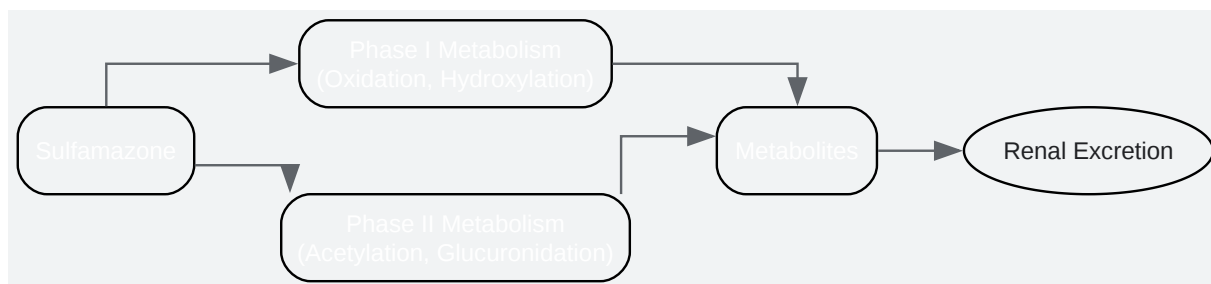 Phase I Metabolism
(Oxidation, Hydroxylation)
Sulfamazone
Metabolites
Renal Excretion
Phase II Metabolism
(Acetylation, Glucuronidation)